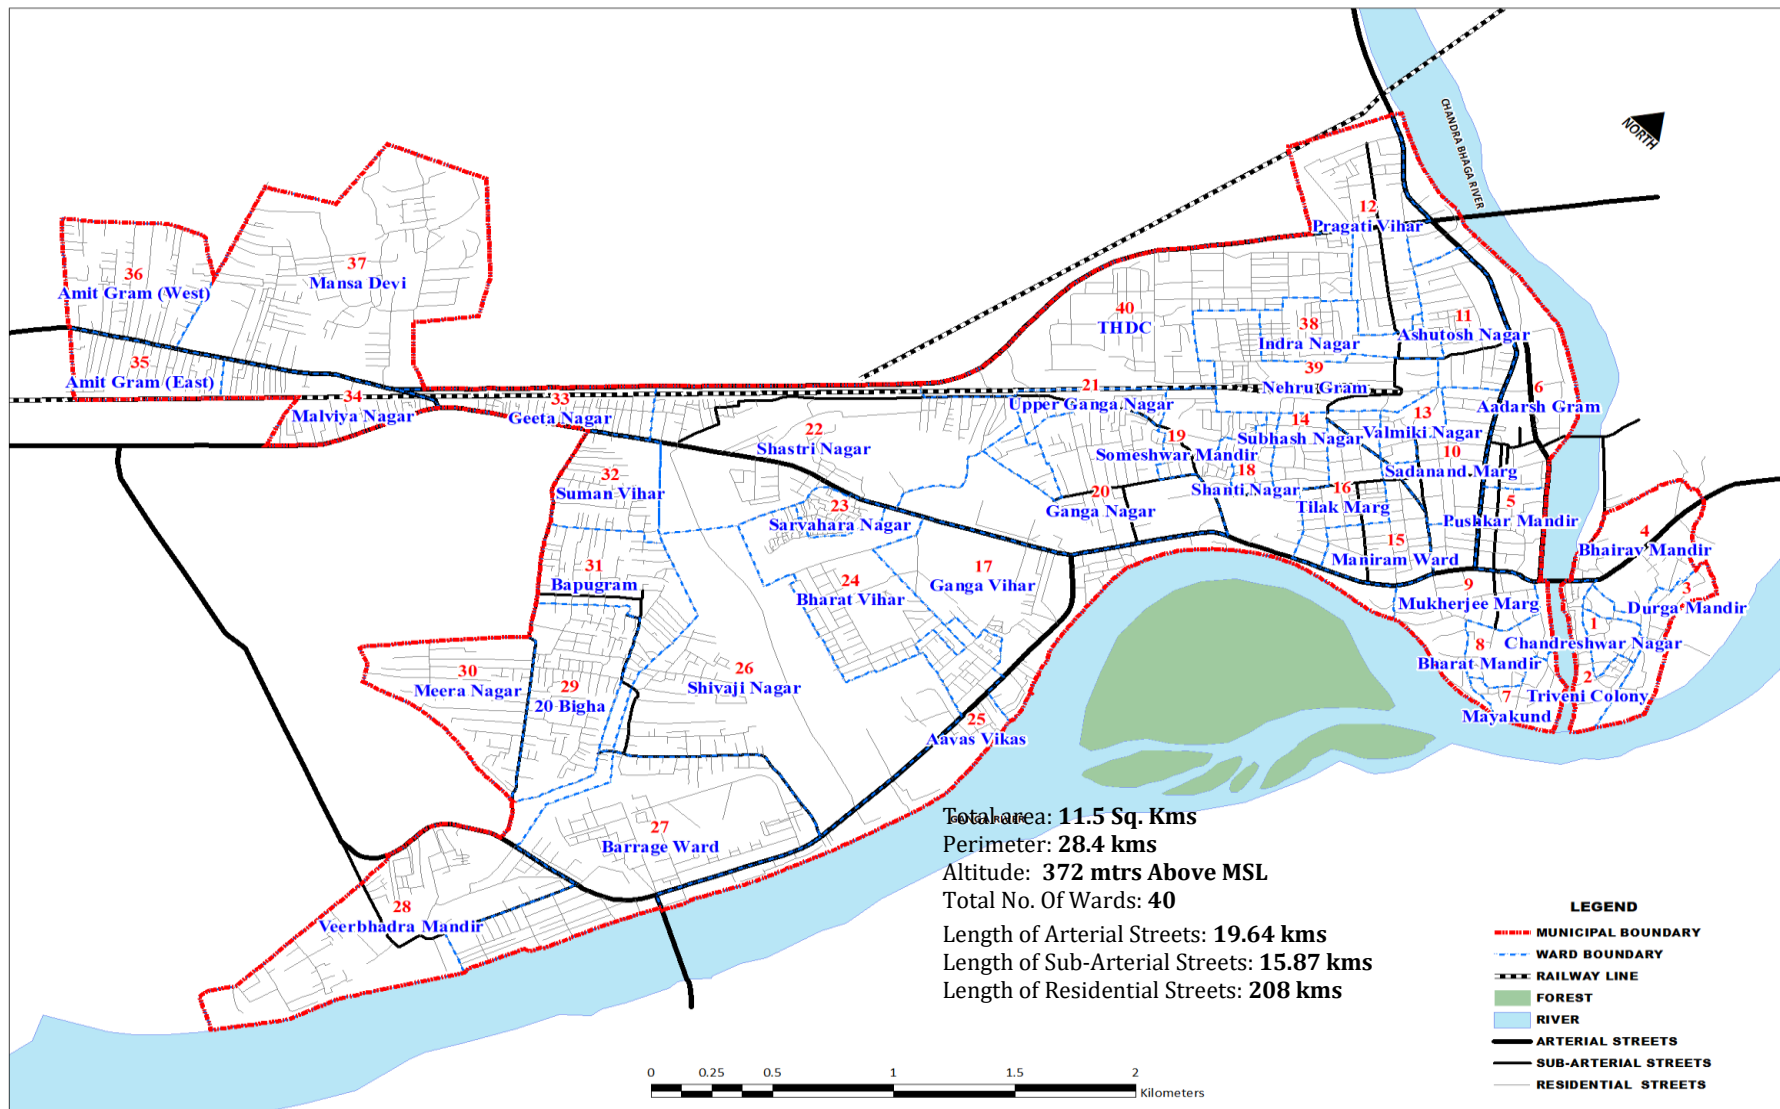 CHANDRA BHAGA RIVER
NORTH
12
Pragati Vihar
36
Amit Gram (West)
37
Mansa Devi
40
THDC
38
Indra Nagar
11
Ashutosh Nagar
35
Amit Gram (East)
39
Nehru Gram
6
Aadarsh Gram
34
Malviya Nagar
33
Geeta Nagar
21
Upper Ganga Nagar
22
Shastri Nagar
19
Someshwar Mandir
14
Subhash Nagar
13
Valmiki Nagar
10
Sadanand Marg
32
Suman Vihar
23
Sarvahara Nagar
20
Ganga Nagar
18
Shanti Nagar
16
Tilak Marg
5
Pushkar Mandir
4
Bhairav Mandir
15
Maniram Ward
31
Bapugram
24
Bharat Vihar
17
Ganga Vihar
9
Mukherjee Marg
3
Durga Mandir
1
Chandreshwar Nagar
8
Bharat Mandir
30
Meera Nagar
29
20 Bigha
26
Shivaji Nagar
2
Triveni Colony
7
Mayakund
25
Aavas Vikas
27
Barrage Ward
28
Veerbhadra Mandir
GANGA RIVER
Total area: 11.5 Sq. Kms
Perimeter: 28.4 kms
Altitude: 372 mtrs Above MSL
Total No. Of Wards: 40
Length of Arterial Streets: 19.64 kms
Length of Sub-Arterial Streets: 15.87 kms
Length of Residential Streets: 208 kms
LEGEND
MUNICIPAL BOUNDARY
WARD BOUNDARY
RAILWAY LINE
FOREST
RIVER
ARTERIAL STREETS
SUB-ARTERIAL STREETS
RESIDENTIAL STREETS
0 0.25 0.5 1 1.5 2
Kilometers